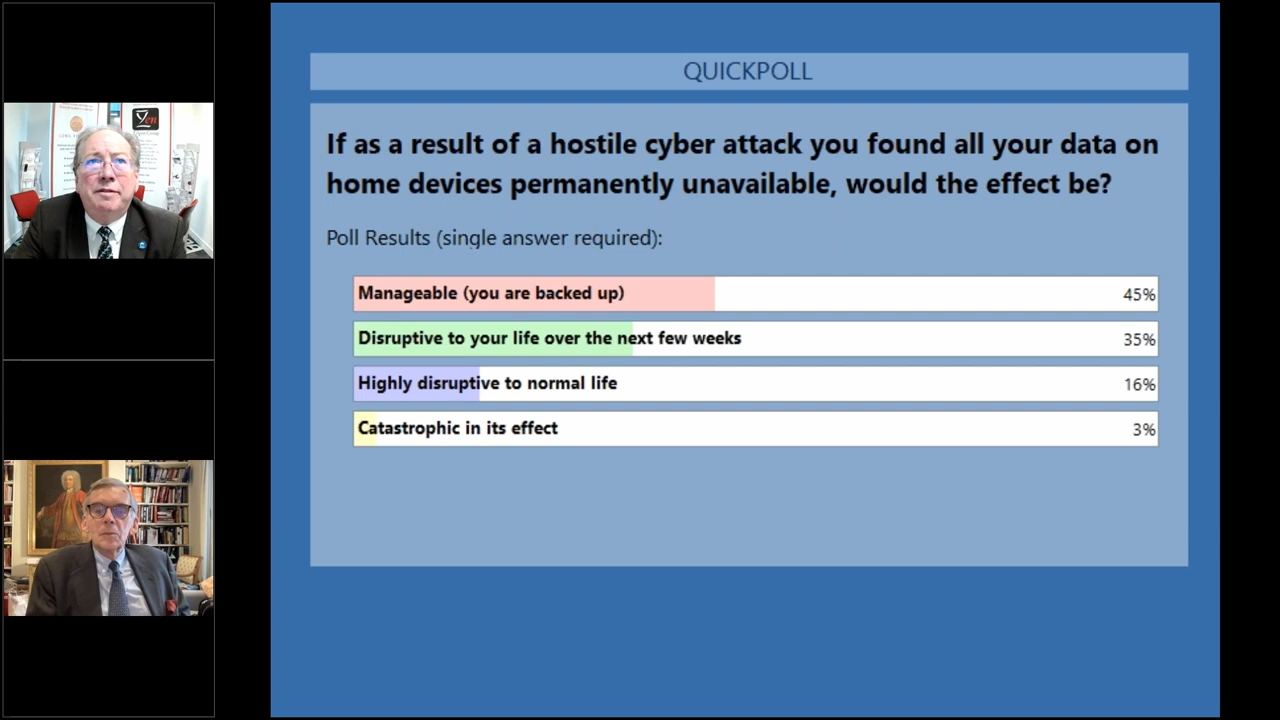 QUICKPOLL
If as a result of a hostile cyber attack you found all your data on
home devices permanently unavailable, would the effect be?
Poll Results (single answer required):
Manageable (you are backed up) 45%
Disruptive to your life over the next few weeks 35%
Highly disruptive to normal life 16%
Catastrophic in its effect 3%